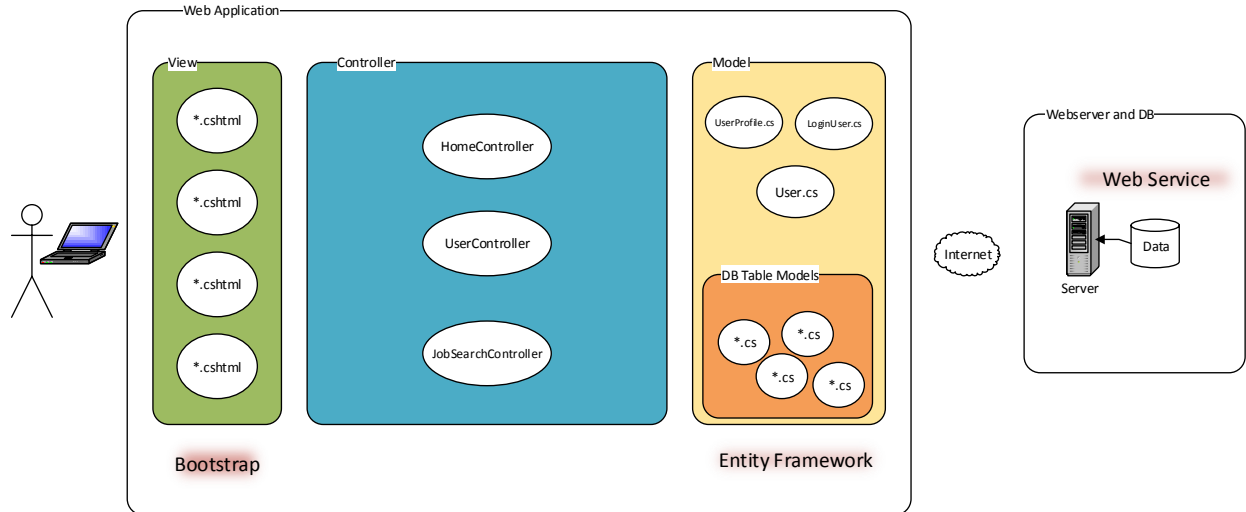 Web Application
View
Controller
Model
*.cshtml
*.cshtml
*.cshtml
*.cshtml
HomeController
UserController
JobSearchController
UserProfile.cs
LoginUser.cs
User.cs
DB Table Models
*.cs
*.cs
*.cs
*.cs
Bootstrap
Entity Framework
Internet
Webserver and DB
Web Service
Data
Server